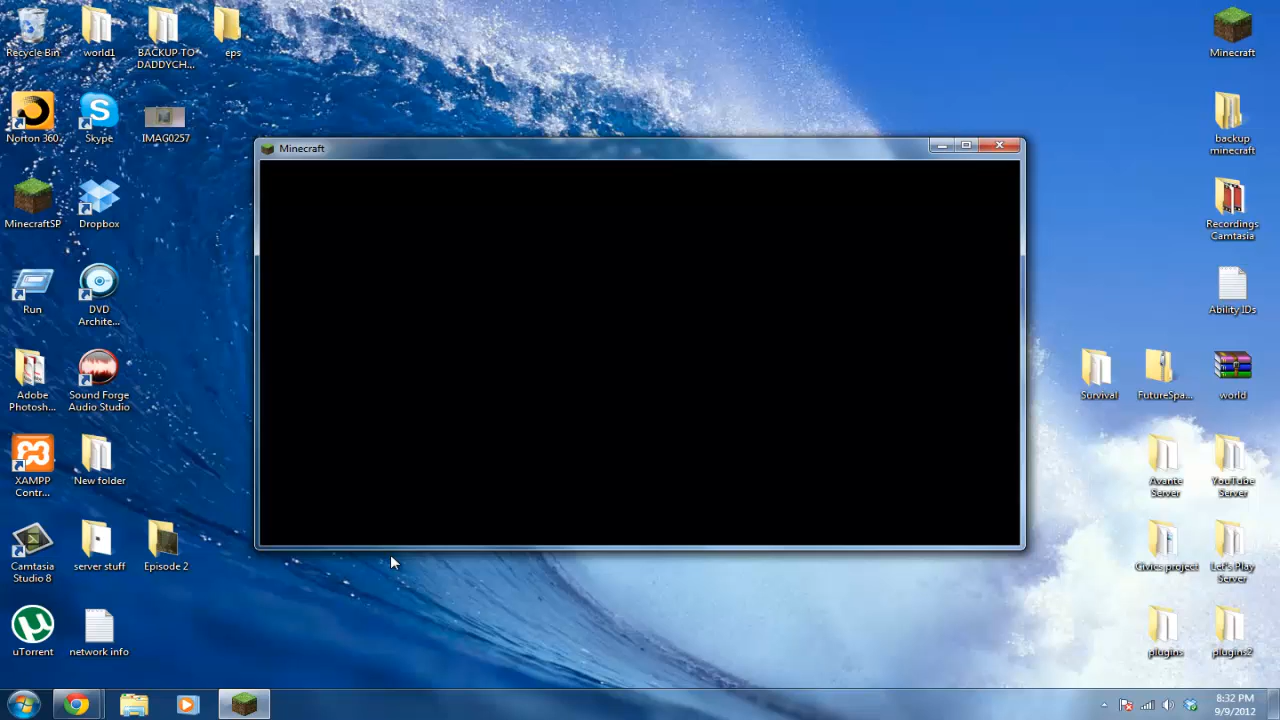 Recycle Bin
world1
BACKUP TO
DADDYCH...
eps
Minecraft
Norton 360
Skype
IMAG0257
backup
minecraft
Minecraft
MinecraftSP
Dropbox
Recordings
Camtasia
Run
DVD
Archite...
Ability IDs
Adobe
Photosh...
Sound Forge
Audio Studio
Survival
FutureSpa...
world
XAMPP
Contr...
New folder
Avante
Server
YouTube
Server
Camtasia
Studio 8
server stuff
Episode 2
Civics project
Let's Play
Server
uTorrent
network info
plugins
plugins2
8:32 PM
9/9/2012